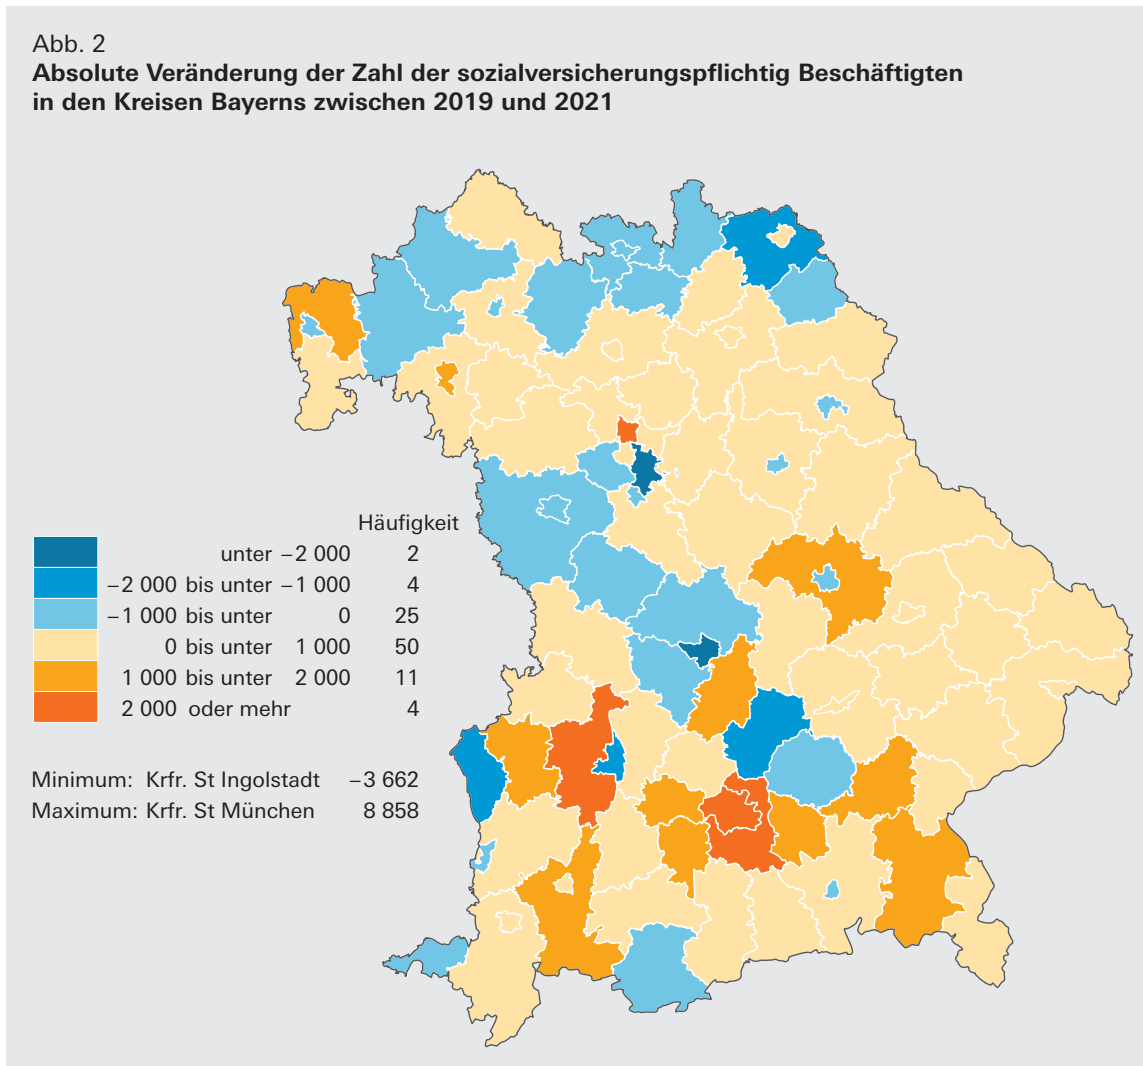 Abb. 2
Absolute Veränderung der Zahl der sozialversicherungspflichtig Beschäftigten
in den Kreisen Bayerns zwischen 2019 und 2021
Häufigkeit
unter −2 000 2
−2 000 bis unter −1 000 4
−1 000 bis unter 0 25
0 bis unter 1 000 50
1 000 bis unter 2 000 11
2 000 oder mehr 4
Minimum: Krfr. St Ingolstadt −3 662
Maximum: Krfr. St München 8 858